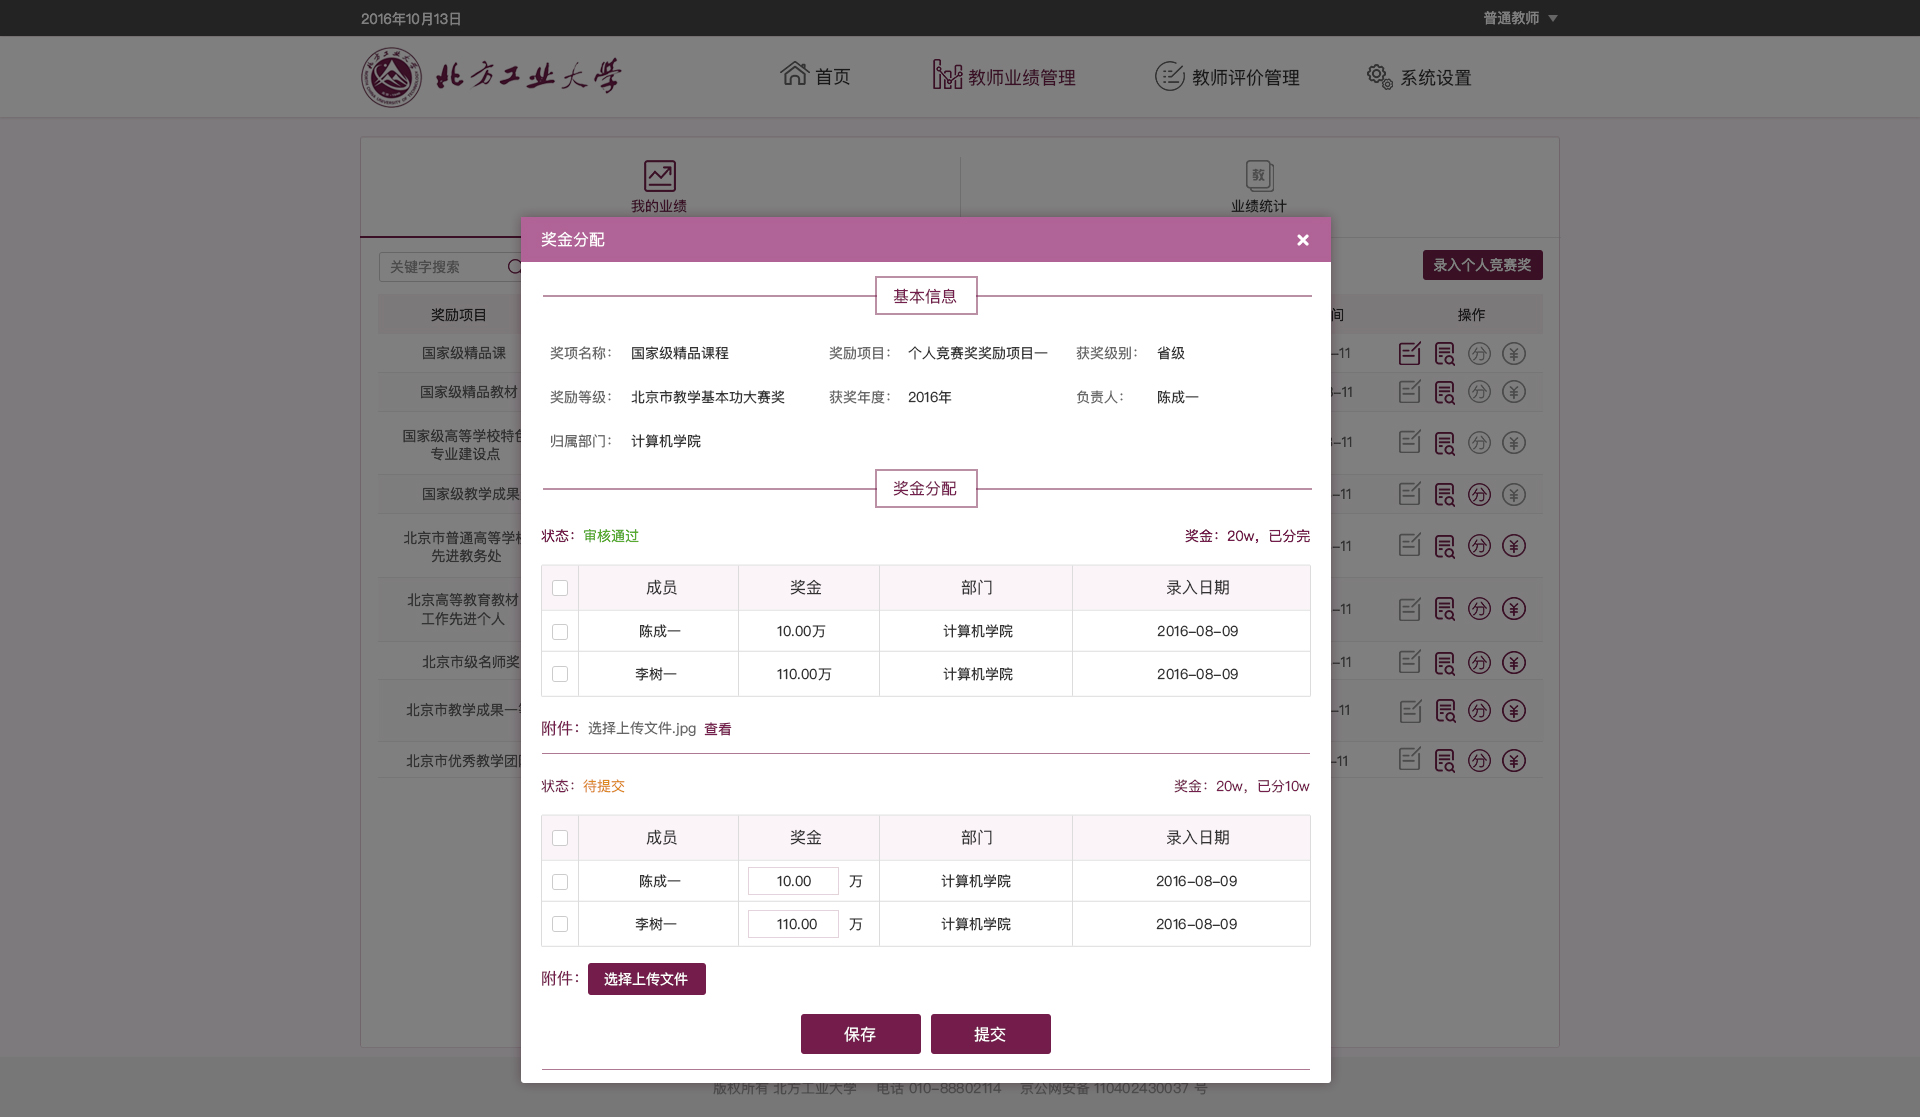 2016年10月13日
普通教师
北方工业大学
首页
教师业绩管理
教师评价管理
系统设置
我的业绩
教
业绩统计
奖金分配
关键字搜索
录入个人竞赛奖
基本信息
奖励项目
间
操作
奖项名称： 国家级精品课程
奖励项目： 个人竞赛奖奖励项目一
获奖级别： 省级
国家级精品课
-11
分 ¥
奖励等级： 北京市教学基本功大赛奖
获奖年度： 2016年
负责人： 陈成一
国家级精品教材
-11
分 ¥
归属部门： 计算机学院
国家级高等学校特色
专业建设点
-11
分 ¥
奖金分配
国家级教学成果
-11
分 ¥
状态： 审核通过
奖金：20w，已分完
北京市普通高等学校
先进教务处
-11
分 ¥
成员 奖金 部门 录入日期
陈成一 10.00万 计算机学院 2016-08-09
李树一 110.00万 计算机学院 2016-08-09
北京高等教育教材
工作先进个人
-11
分 ¥
北京市级名师奖
-11
分 ¥
北京市教学成果一等
-11
分 ¥
附件： 选择上传文件.jpg 查看
北京市优秀教学团队
-11
分 ¥
状态： 待提交
奖金：20w，已分10w
成员 奖金 部门 录入日期
陈成一 10.00 万 计算机学院 2016-08-09
李树一 110.00 万 计算机学院 2016-08-09
附件： 选择上传文件
保存 提交
版权所有 北方工业大学 电话 010-88802114 京公网安备 110402430037 号